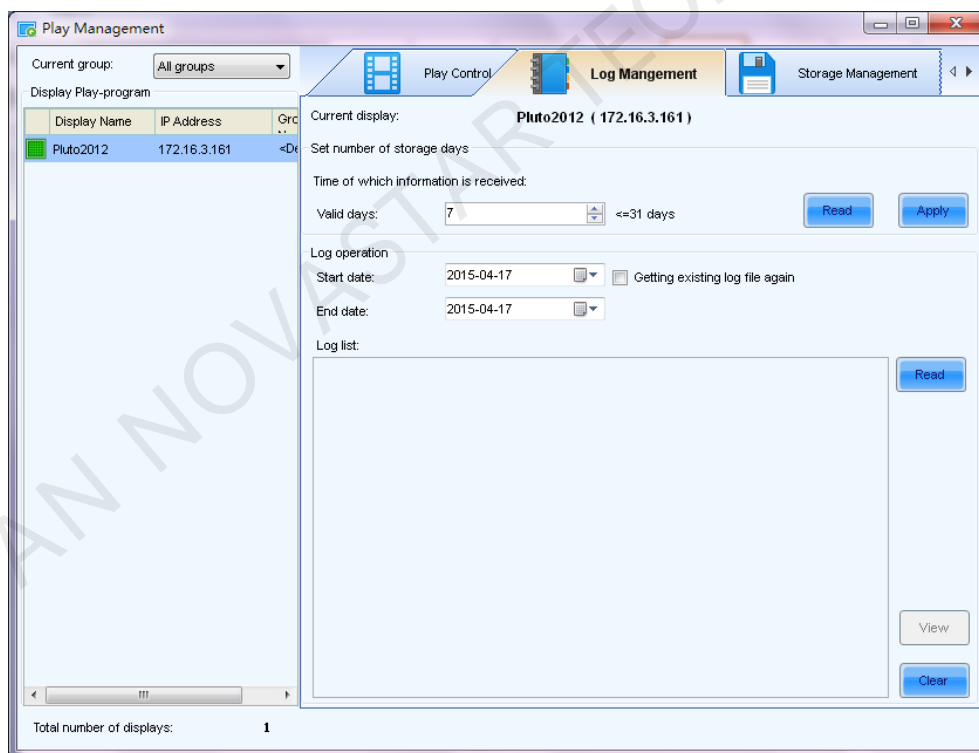 Play Management
Current group:
All groups
Display Play-program
Display Name IP Address Grc
Pluto2012 172.16.3.161 <De
Total number of displays: 1
Play Control
Log Mangement
Storage Management
Current display: Pluto2012 ( 172.16.3.161 )
Set number of storage days
Time of which information is received:
Valid days: 7 <=31 days Read Apply
Log operation
Start date: 2015-04-17 Getting existing log file again
End date: 2015-04-17
Log list:
Read
View
Clear
AN NOVASTAR TEC